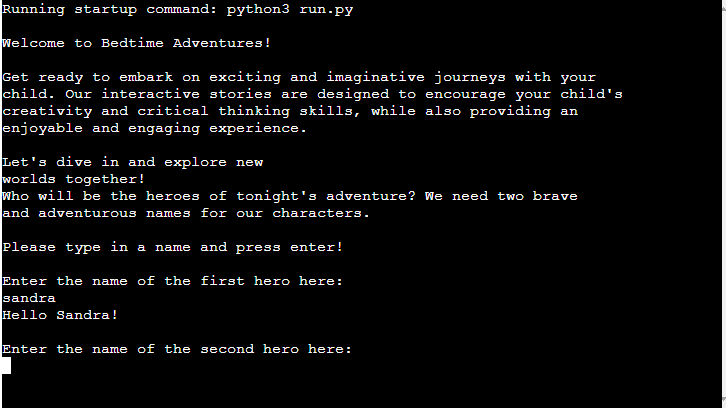 Running startup command: python3 run.py
Welcome to Bedtime Adventures!
Get ready to embark on exciting and imaginative journeys with your
child. Our interactive stories are designed to encourage your child's
creativity and critical thinking skills, while also providing an
enjoyable and engaging experience.
Let's dive in and explore new
worlds together!
Who will be the heroes of tonight's adventure? We need two brave
and adventurous names for our characters.
Please type in a name and press enter!
Enter the name of the first hero here:
sandra
Hello Sandra!
Enter the name of the second hero here: